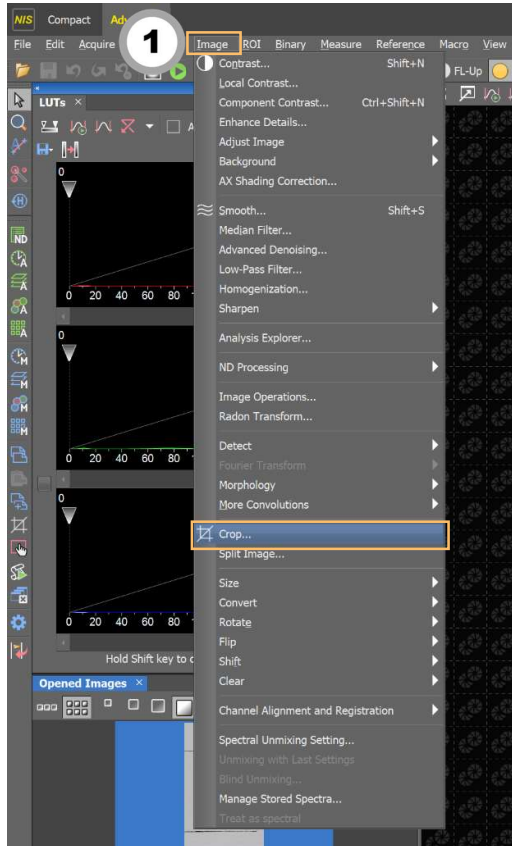 NIS Compact
File Edit Acquire Image ROI Binary Measure Reference Macro View
1
Contrast... Shift+N
FL-Up
Local Contrast...
LUTs ×
Component Contrast... Ctrl+Shift+N
Enhance Details...
Adjust Image
Background
AX Shading Correction...
0
Smooth... Shift+S
Median Filter...
Advanced Denoising...
Low-Pass Filter...
Homogenization...
Sharpen
0 20 40 60 80
Analysis Explorer...
0
ND Processing
Image Operations...
Radon Transform...
Detect
0 20 40 60 80
Fourier Transform
Morphology
More Convolutions
0
Crop...
Split Image...
Size
Convert
0 20 40 60 80
Rotate
Flip
Hold Shift key to
Shift
Clear
Opened Images ×
Channel Alignment and Registration
Spectral Unmixing Setting...
Unmixing with Last Settings
Blind Unmixing...
Manage Stored Spectra...
Treat as spectral
ND
A
A
A
A
M
M
M
M